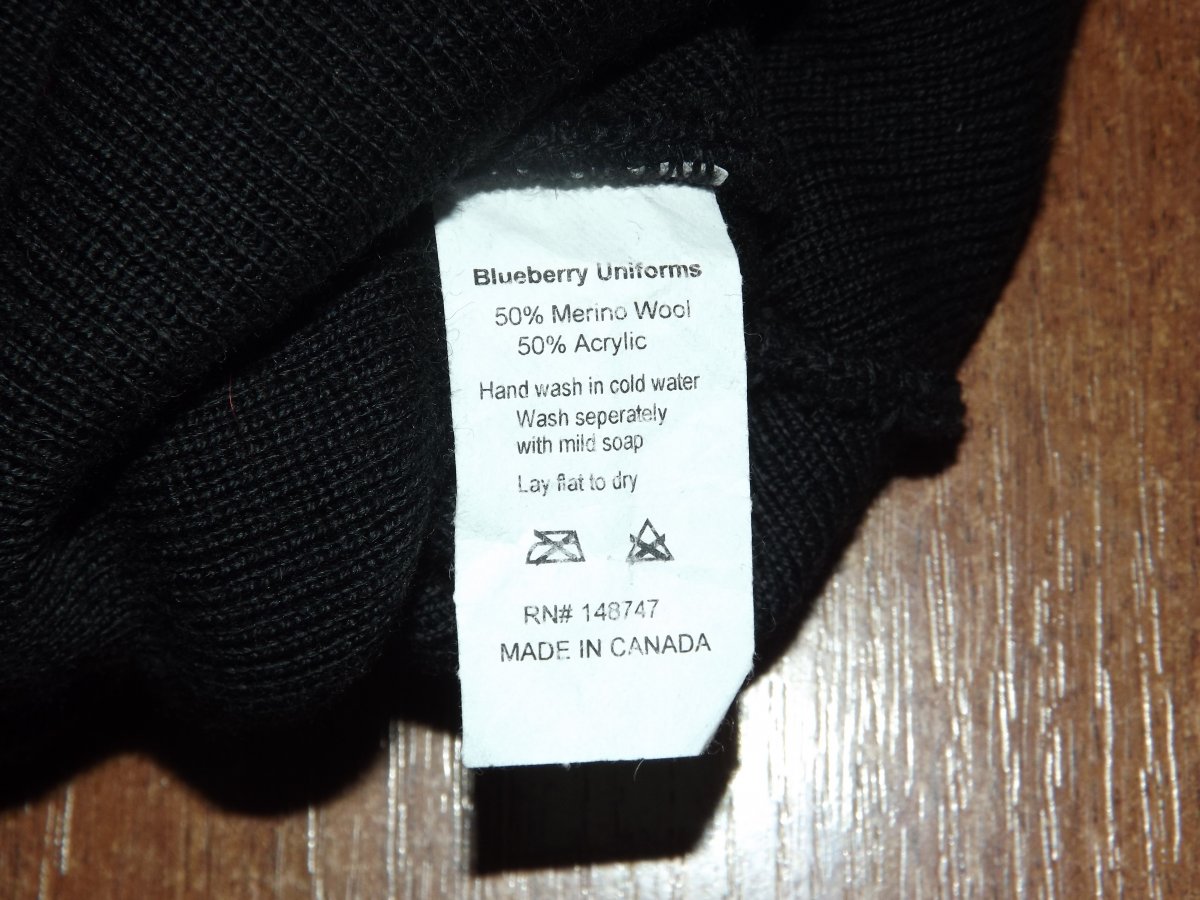 Blueberry Uniforms
50% Merino Wool
50% Acrylic
Hand wash in cold water
Wash seperately
with mild soap
Lay flat to dry
RN# 148747
MADE IN CANADA